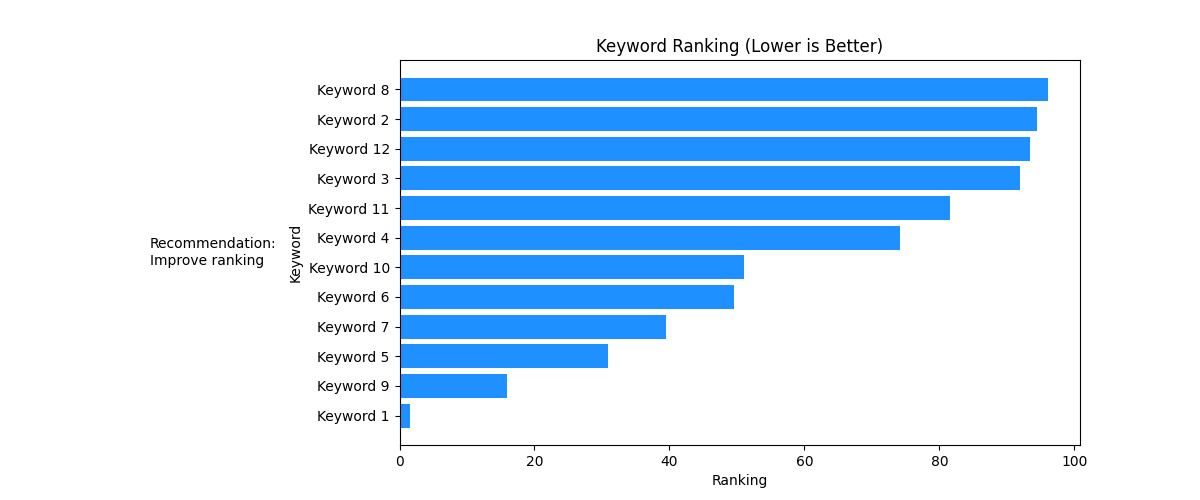 Keyword Ranking (Lower is Better)
Keyword 8
Keyword 2
Keyword 12
Keyword 3
Keyword 11
Keyword 4
Keyword 10
Keyword 6
Keyword 7
Keyword 5
Keyword 9
Keyword 1
Keyword
Recommendation:
Improve ranking
0 20 40 60 80 100
Ranking